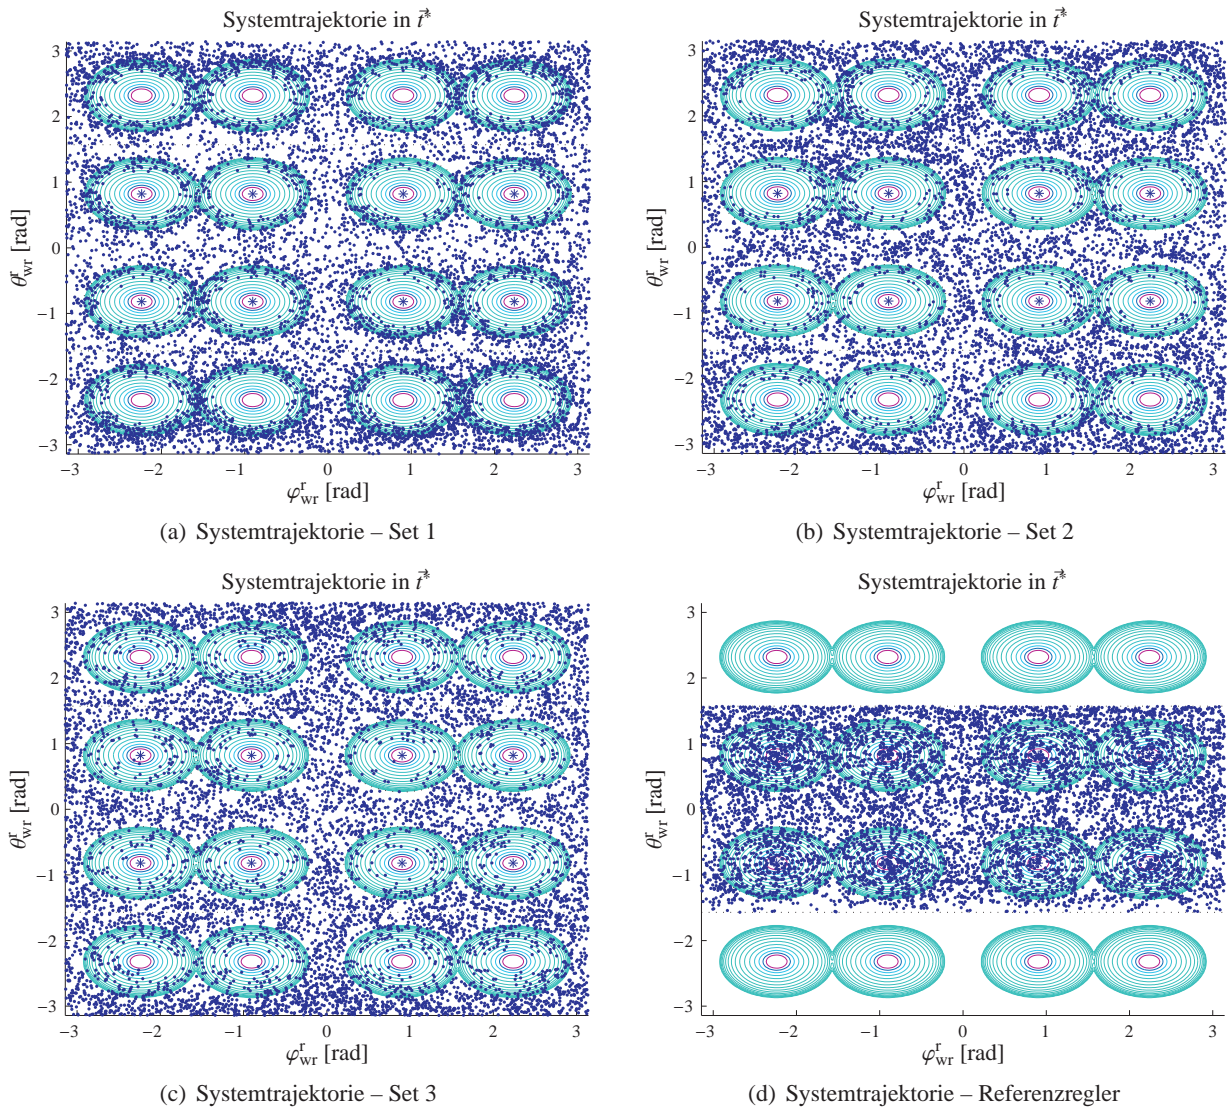 Systemtrajektorie in t⃗*
3
2
1
0
−1
−2
−3
θ^r_wr [rad]
−3 −2 −1 0 1 2 3
φ^r_wr [rad]
(a) Systemtrajektorie – Set 1
Systemtrajektorie in t⃗*
3
2
1
0
−1
−2
−3
θ^r_wr [rad]
−3 −2 −1 0 1 2 3
φ^r_wr [rad]
(b) Systemtrajektorie – Set 2
Systemtrajektorie in t⃗*
3
2
1
0
−1
−2
−3
θ^r_wr [rad]
−3 −2 −1 0 1 2 3
φ^r_wr [rad]
(c) Systemtrajektorie – Set 3
Systemtrajektorie in t⃗*
3
2
1
0
−1
−2
−3
θ^r_wr [rad]
−3 −2 −1 0 1 2 3
φ^r_wr [rad]
(d) Systemtrajektorie – Referenzregler